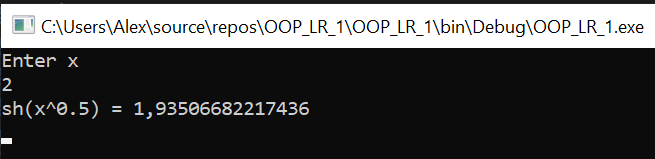 C:\Users\Alex\source\repos\OOP_LR_1\OOP_LR_1\bin\Debug\OOP_LR_1.exe
Enter x
2
sh(x^0.5) = 1,93506682217436